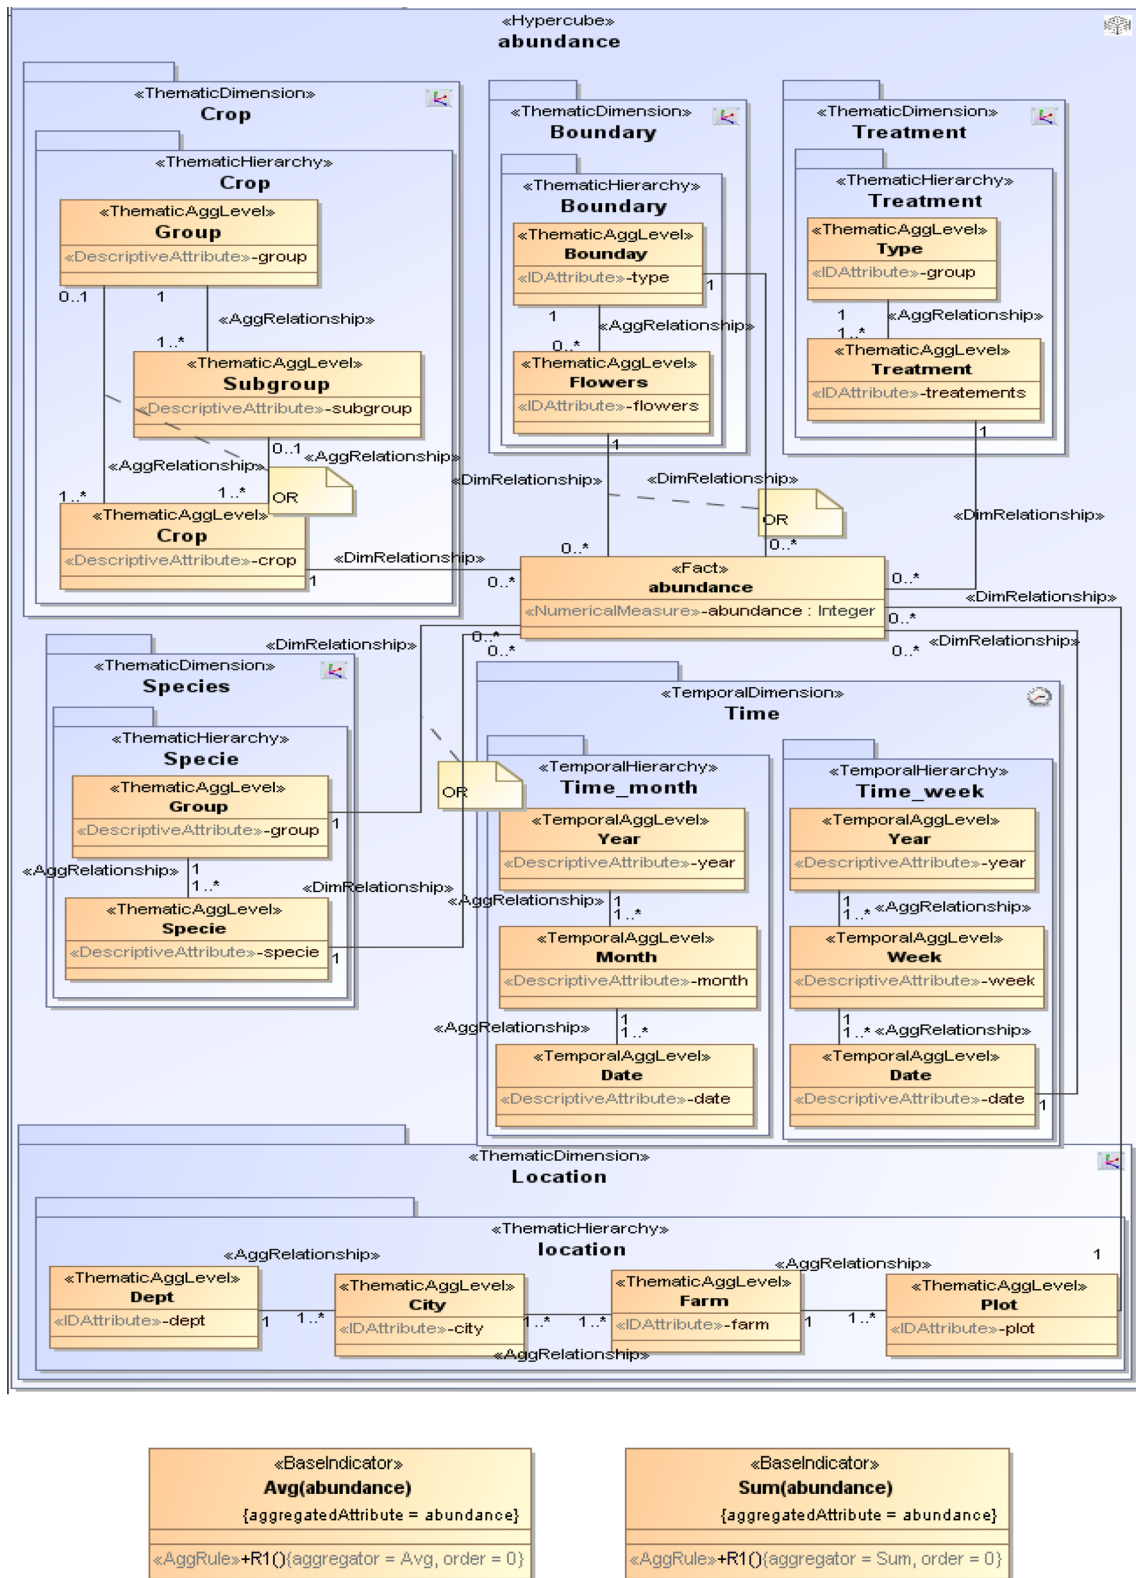 «Hypercube»
abundance
«ThematicDimension»
Crop
«ThematicHierarchy»
Crop
«ThematicAggLevel»
Group
«DescriptiveAttribute»-group
0..1
1
«AggRelationship»
1..*
«ThematicAggLevel»
Subgroup
«DescriptiveAttribute»-subgroup
0..1
«AggRelationship»
«AggRelationship»
1..*
1..*
OR
«ThematicAggLevel»
Crop
«DescriptiveAttribute»-crop
1
«DimRelationship»
0..*
«ThematicDimension»
Boundary
«ThematicHierarchy»
Boundary
«ThematicAggLevel»
Bounday
«IDAttribute»-type
1
1
«AggRelationship»
0..*
«ThematicAggLevel»
Flowers
«IDAttribute»-flowers
1
«DimRelationship»
«DimRelationship»
OR
0..*
0..*
«ThematicDimension»
Treatment
«ThematicHierarchy»
Treatment
«ThematicAggLevel»
Type
«IDAttribute»-group
1
«AggRelationship»
1..*
«ThematicAggLevel»
Treatment
«IDAttribute»-treatements
1
«DimRelationship»
0..*
«Fact»
abundance
«NumericalMeasure»-abundance : Integer
«DimRelationship»
0..*
«DimRelationship»
0..*
«DimRelationship»
0..*
0..*
«ThematicDimension»
Species
«ThematicHierarchy»
Specie
«ThematicAggLevel»
Group
«DescriptiveAttribute»-group
1
«AggRelationship»
1
1..*
«DimRelationship»
«ThematicAggLevel»
Specie
«DescriptiveAttribute»-specie
1
OR
«TemporalDimension»
Time
«TemporalHierarchy»
Time_month
«TemporalAggLevel»
Year
«DescriptiveAttribute»-year
«AggRelationship»
1
1..*
«TemporalAggLevel»
Month
«DescriptiveAttribute»-month
«AggRelationship»
1
1..*
«TemporalAggLevel»
Date
«DescriptiveAttribute»-date
«TemporalHierarchy»
Time_week
«TemporalAggLevel»
Year
«DescriptiveAttribute»-year
1
1..* «AggRelationship»
«TemporalAggLevel»
Week
«DescriptiveAttribute»-week
1
1..* «AggRelationship»
«TemporalAggLevel»
Date
«DescriptiveAttribute»-date
1
«ThematicDimension»
Location
«ThematicHierarchy»
location
«AggRelationship»
«AggRelationship»
1
«ThematicAggLevel»
Dept
«IDAttribute»-dept
1
1..*
«ThematicAggLevel»
City
«IDAttribute»-city
1..*
1..*
«AggRelationship»
«ThematicAggLevel»
Farm
«IDAttribute»-farm
1
1..*
«ThematicAggLevel»
Plot
«IDAttribute»-plot
«BaseIndicator»
Avg(abundance)
{aggregatedAttribute = abundance}
«AggRule»+R1(){aggregator = Avg, order = 0}
«BaseIndicator»
Sum(abundance)
{aggregatedAttribute = abundance}
«AggRule»+R1(){aggregator = Sum, order = 0}